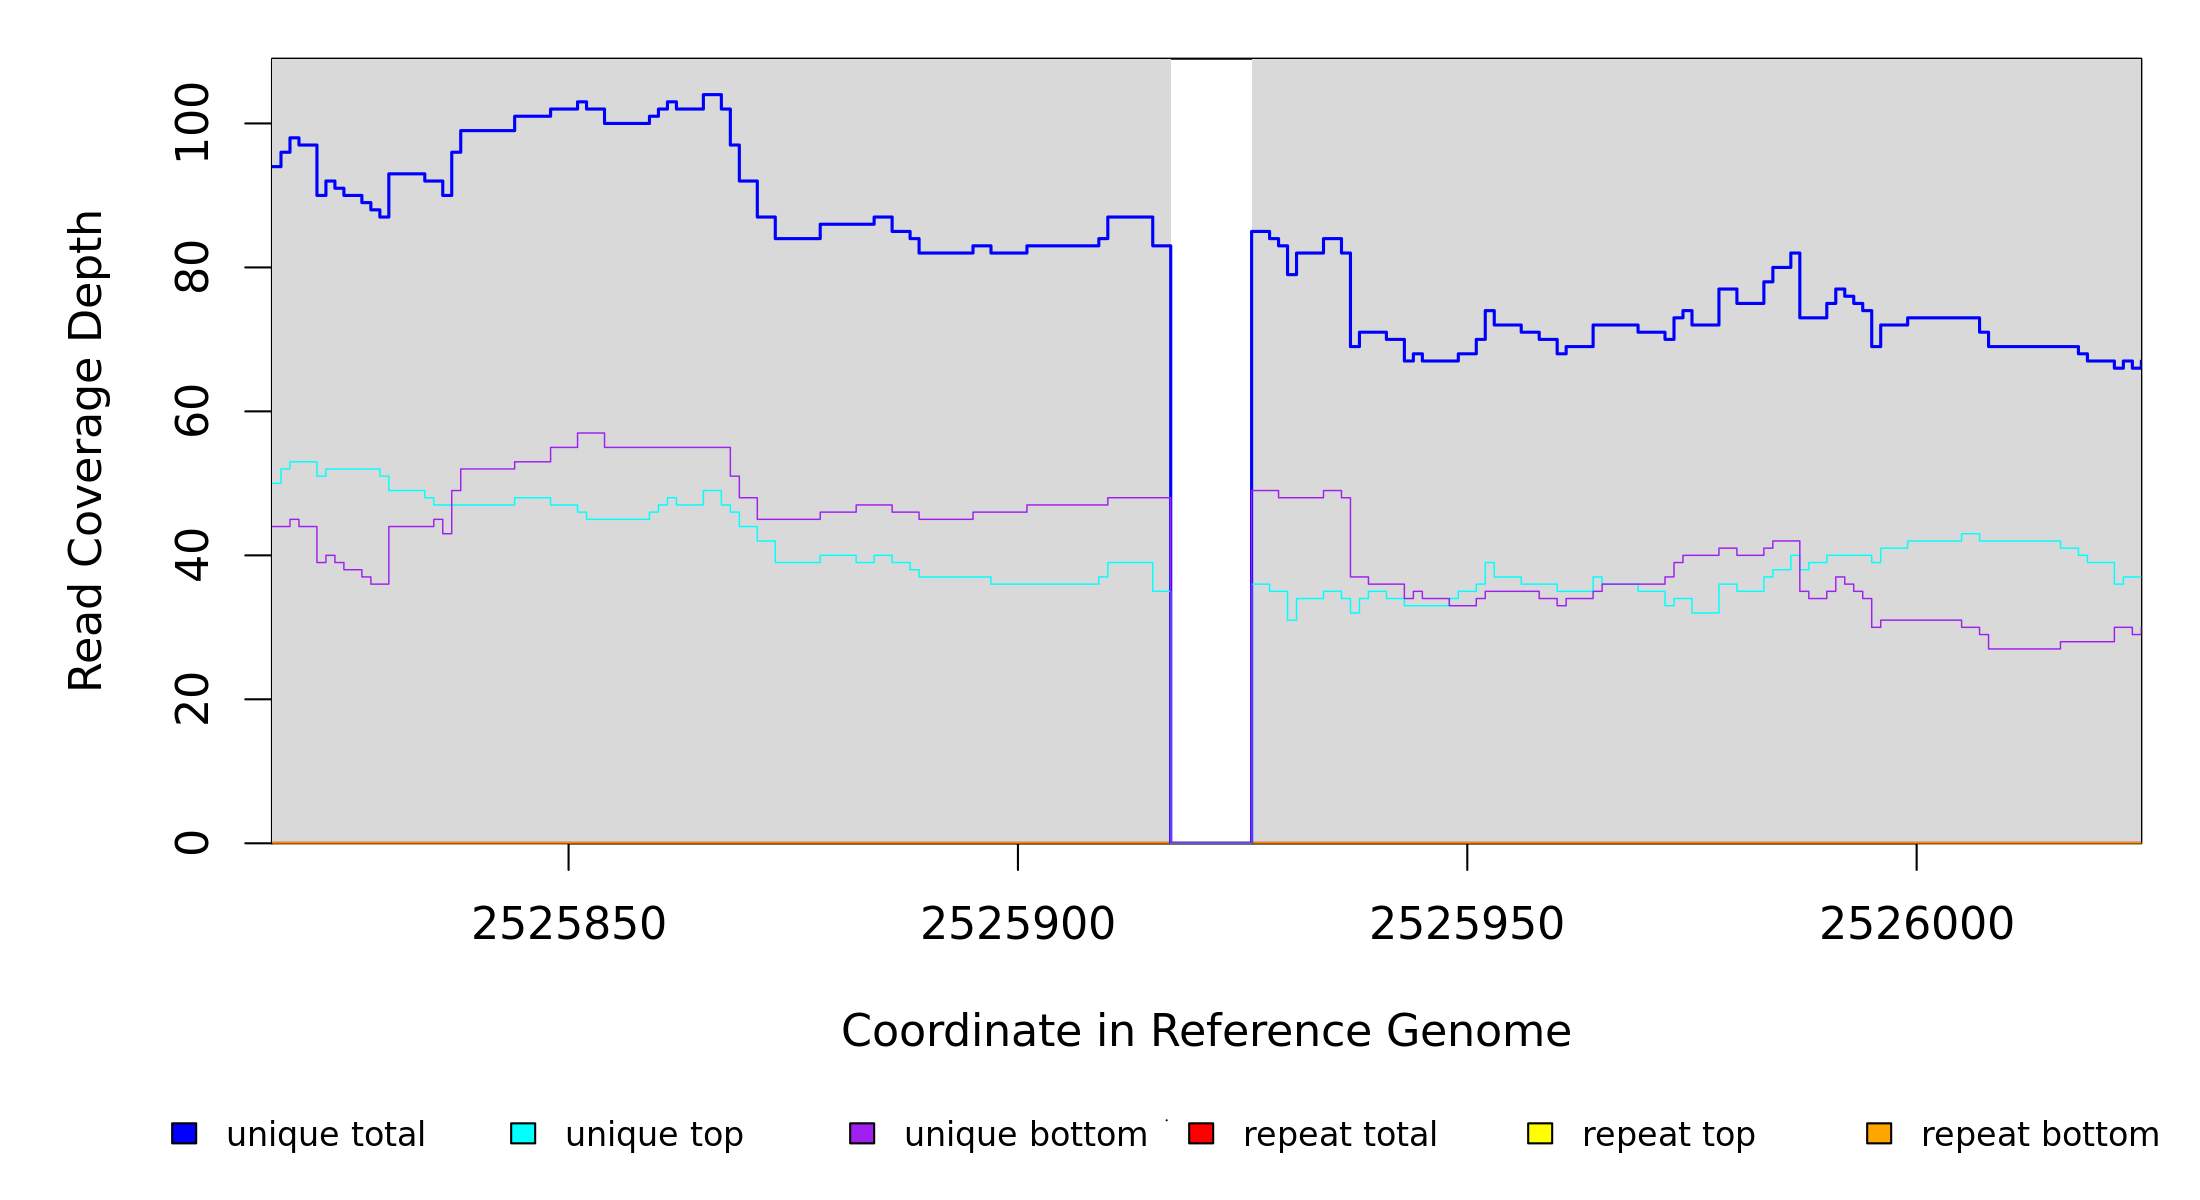 Read Coverage Depth
100
80
60
40
20
0
2525850 2525900 2525950 2526000
Coordinate in Reference Genome
unique total unique top unique bottom repeat total repeat top repeat bottom